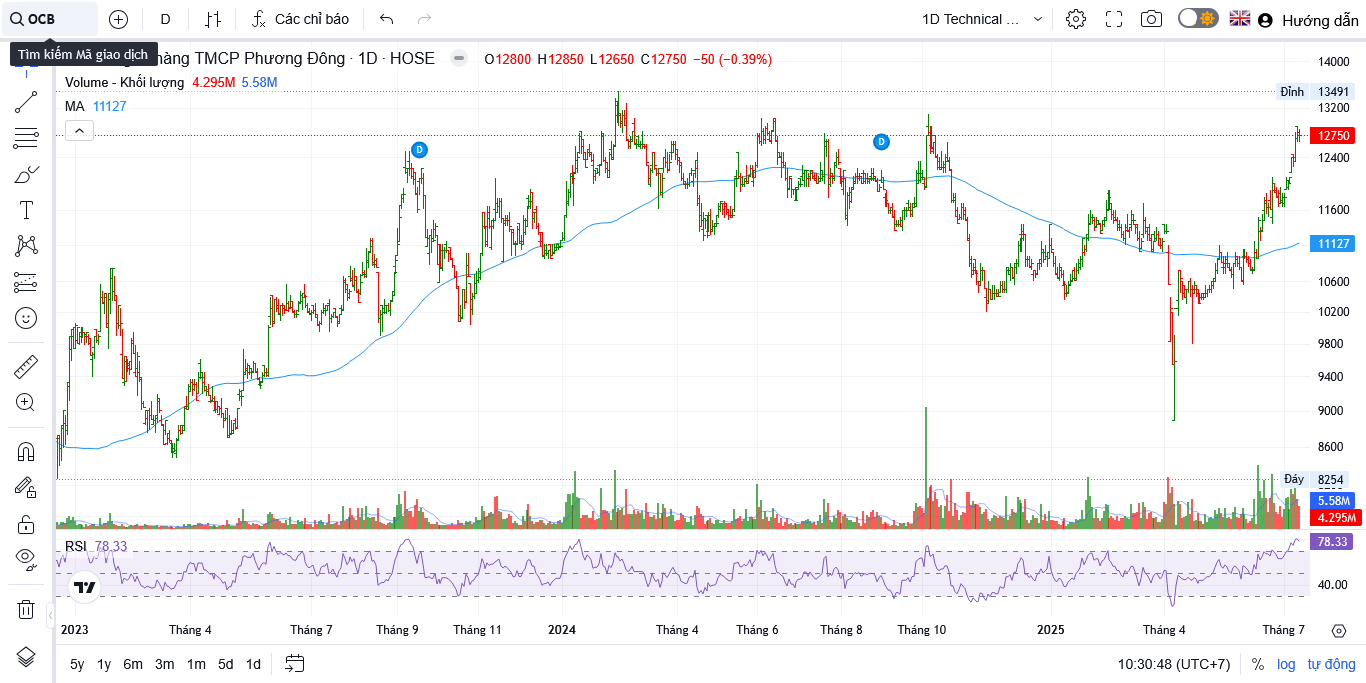 OCB D Các chỉ báo 1D Technical ... Hướng dẫn
Tìm kiếm Mã giao dịch
hàng TMCP Phương Đông · 1D · HOSE O12800 H12850 L12650 C12750 −50 (−0.39%)
Volume - Khối lượng 4.295M 5.58M
MA 11127
14000
Đỉnh 13491
13200
12750
12400
11600
11127
10600
10200
9800
9400
9000
8600
Đáy 8254
5.58M
4.295M
D
D
RSI 78.33
78.33
40.00
2023 Tháng 4 Tháng 7 Tháng 9 Tháng 11 2024 Tháng 4 Tháng 6 Tháng 8 Tháng 10 2025 Tháng 4 Tháng 7
5y 1y 6m 3m 1m 5d 1d 10:30:48 (UTC+7) % log tự động